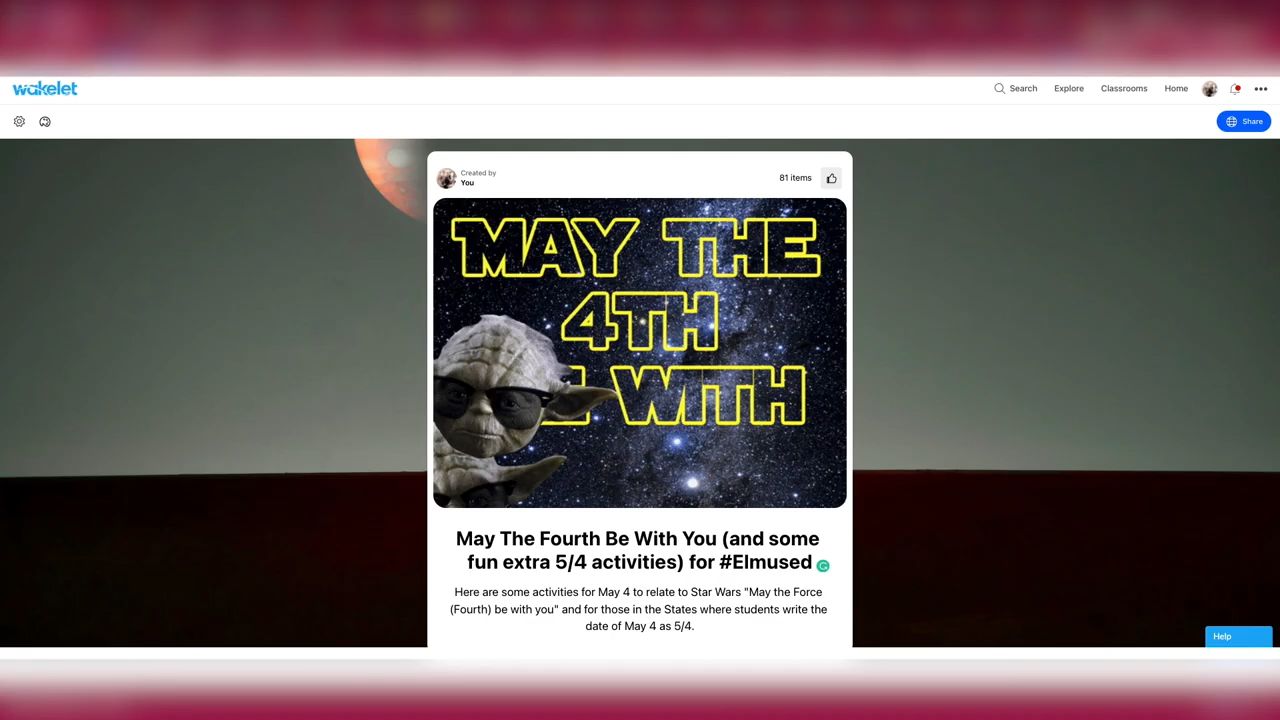 wakelet
Search Explore Classrooms Home
Share
Created by
You
81 items
MAY THE
4TH
WITH
May The Fourth Be With You (and some
fun extra 5/4 activities) for #Elmused
Here are some activities for May 4 to relate to Star Wars "May the Force
(Fourth) be with you" and for those in the States where students write the
date of May 4 as 5/4.
Help